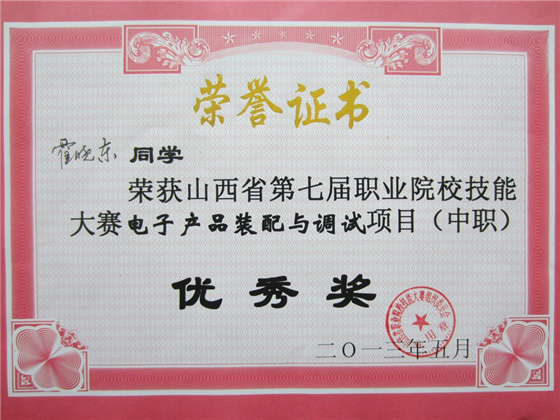 荣誉证书
霍晓东 同学
荣获山西省第七届职业院校技能
大赛电子产品装配与调试项目（中职）
优秀奖
二〇一三年五月